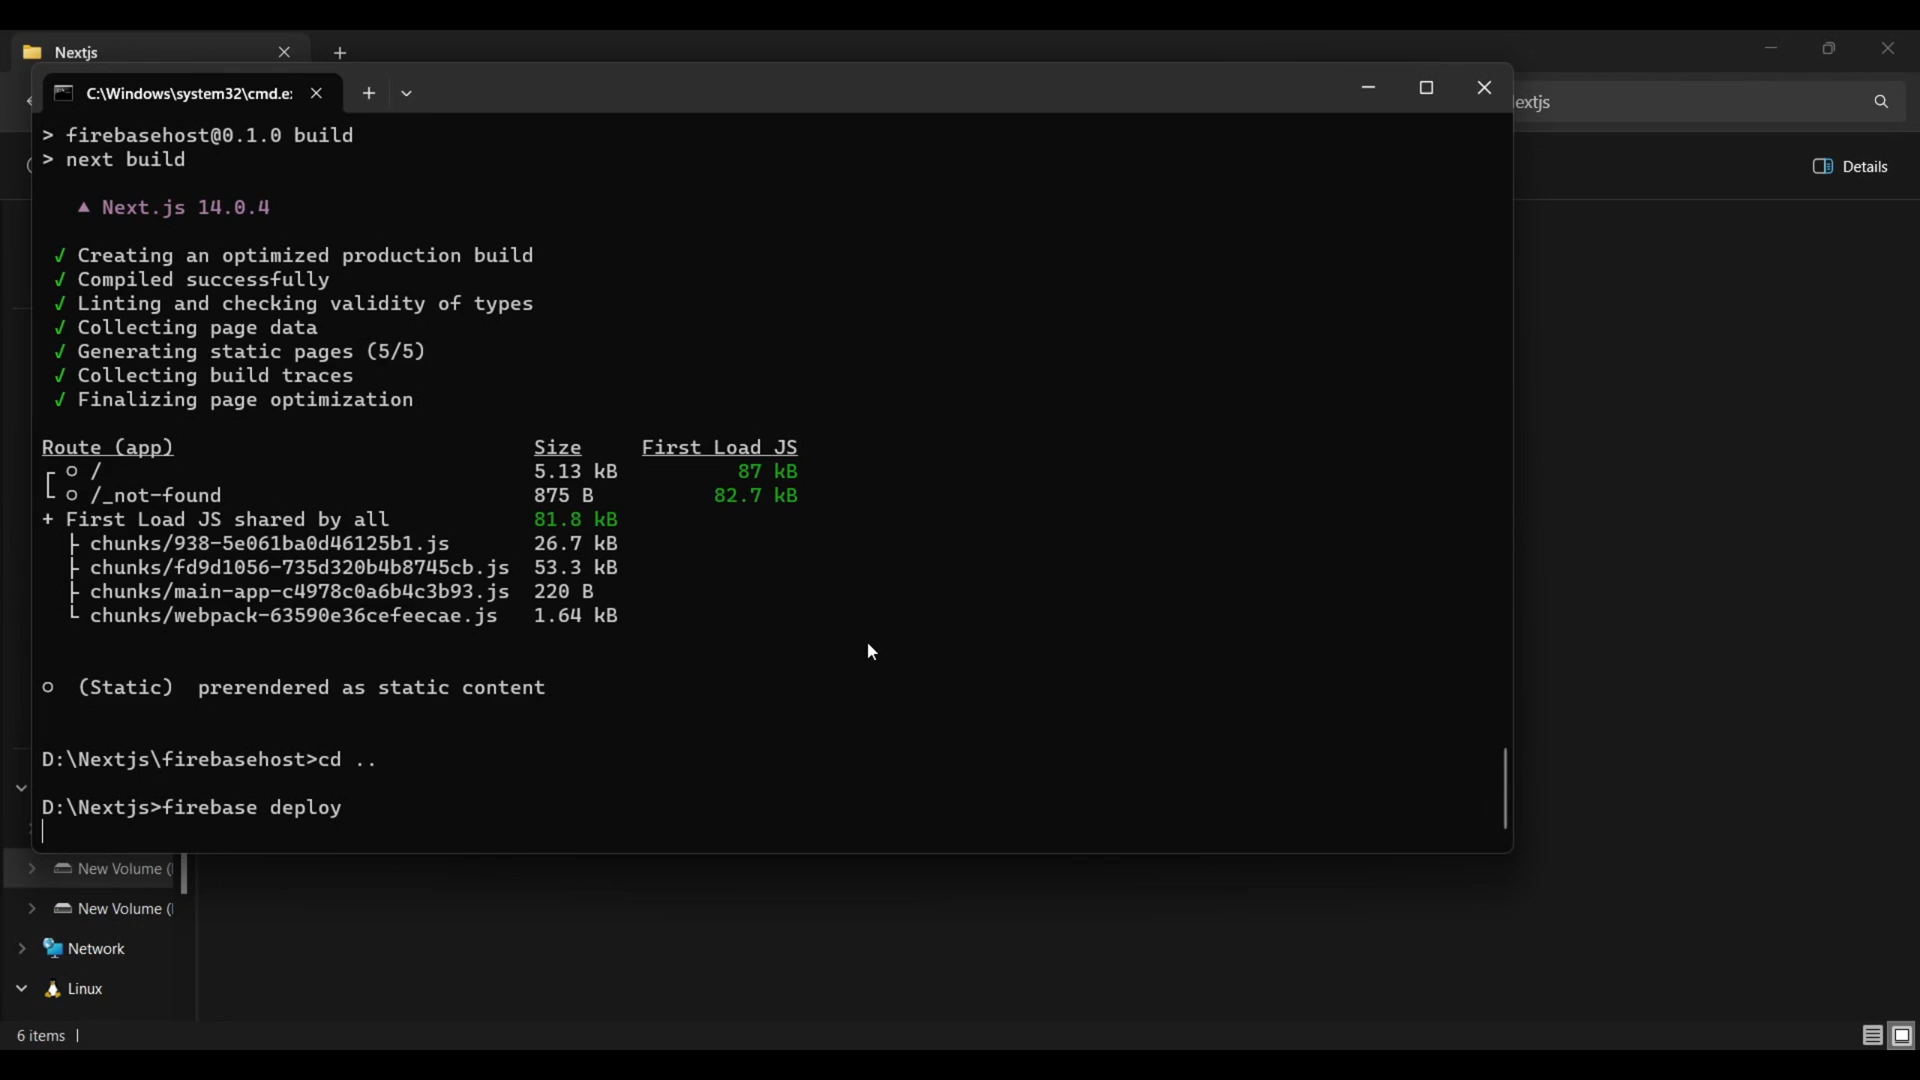 Nextjs
C:\Windows\system32\cmd.e:
extjs
Details
> firebasehost@0.1.0 build
> next build
▲ Next.js 14.0.4
√ Creating an optimized production build
√ Compiled successfully
√ Linting and checking validity of types
√ Collecting page data
√ Generating static pages (5/5)
√ Collecting build traces
√ Finalizing page optimization
Route (app) Size First Load JS
┌ ○ / 5.13 kB 87 kB
└ ○ /_not-found 875 B 82.7 kB
+ First Load JS shared by all 81.8 kB
├ chunks/938-5e061ba0d46125b1.js 26.7 kB
├ chunks/fd9d1056-735d320b4b8745cb.js 53.3 kB
├ chunks/main-app-c4978c0a6b4c3b93.js 220 B
└ chunks/webpack-63590e36cefeecae.js 1.64 kB
○ (Static) prerendered as static content
D:\Nextjs\firebasehost>cd ..
D:\Nextjs>firebase deploy
New Volume (
New Volume (
Network
Linux
6 items